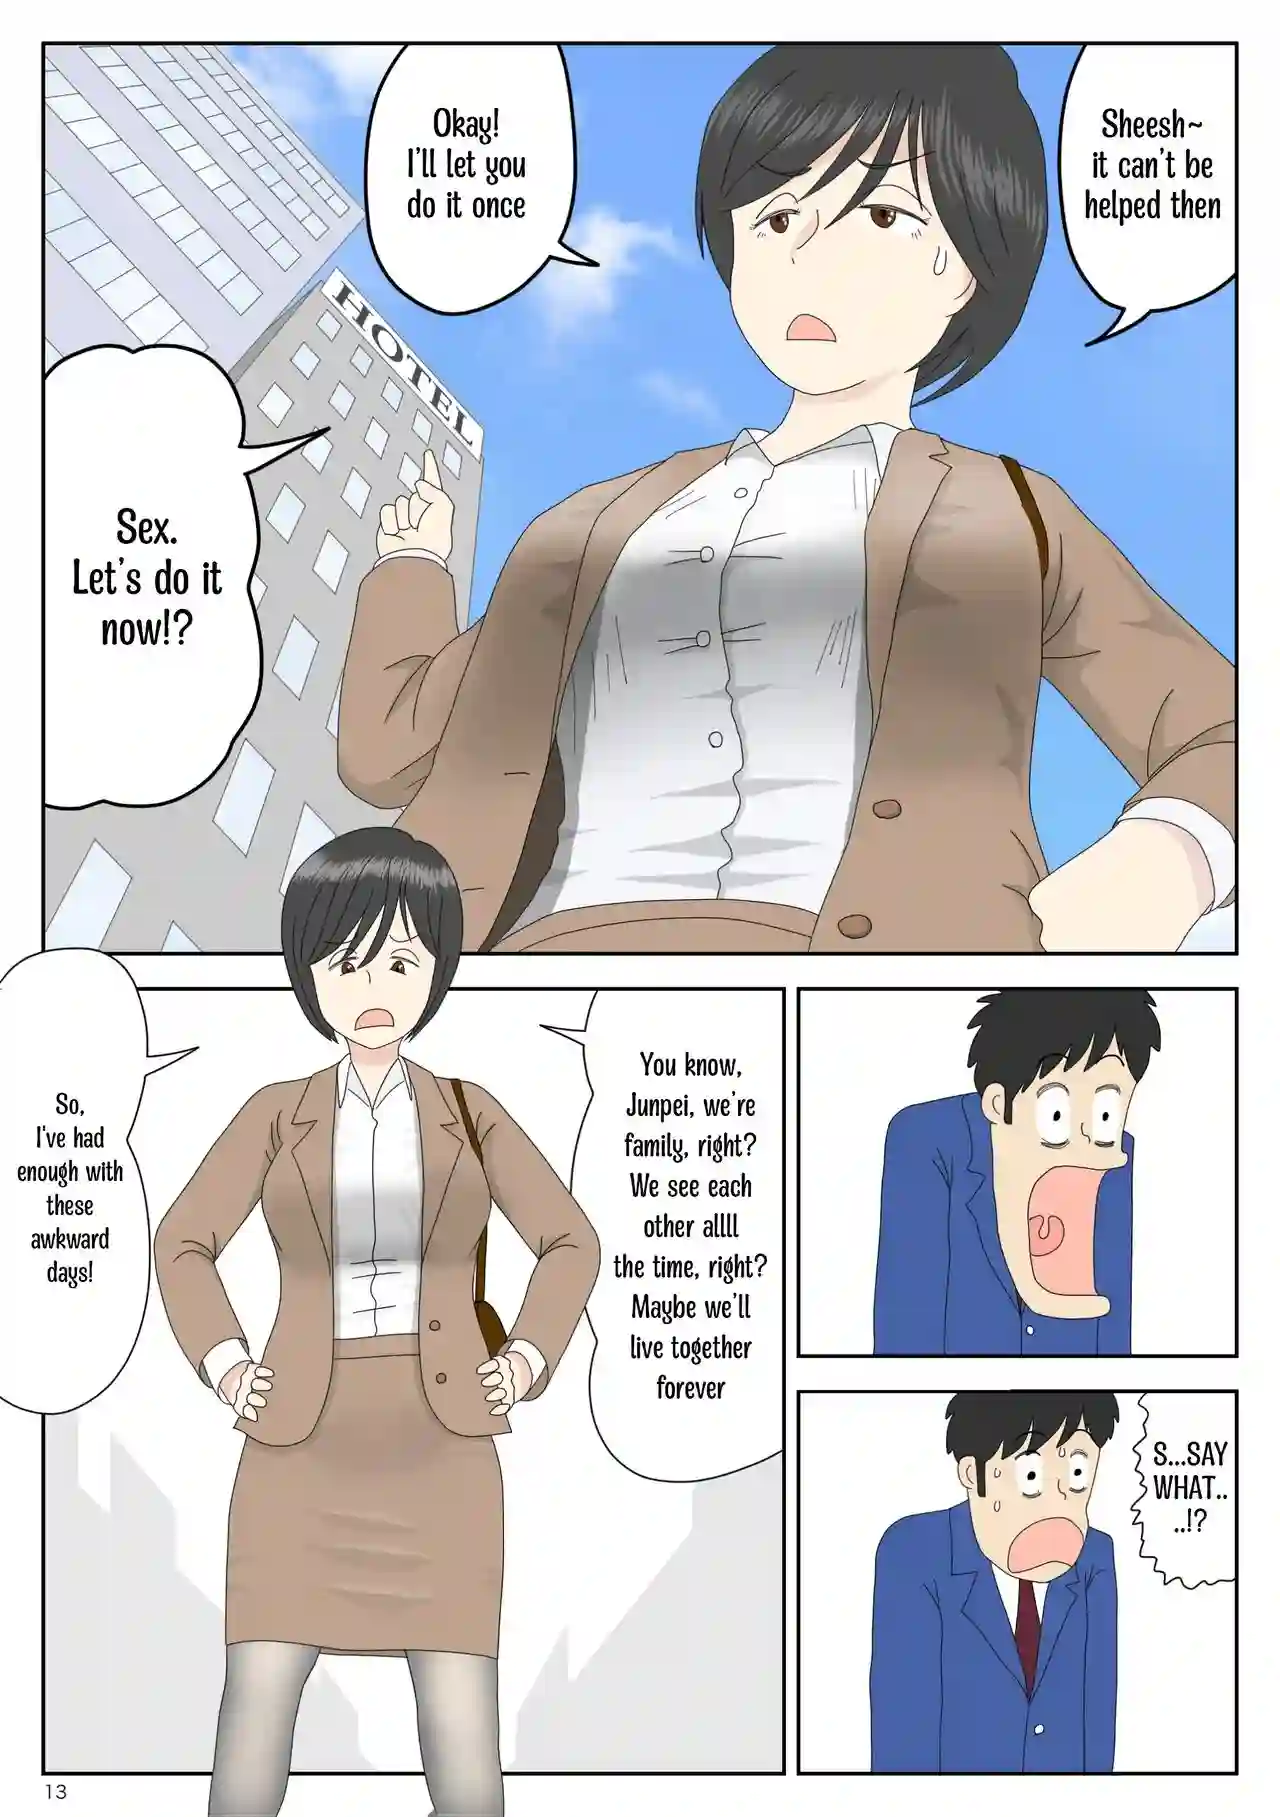 Sheesh~
it can't be
helped then
Okay!
I'll let you
do it once
HOTEL
Sex.
Let's do it
now!?
S...SAY
WHAT..
..!?
You know,
Junpei, we're
family, right?
We see each
other allll
the time, right?
Maybe we'll
live together
forever
So,
I've had
enough with
these
awkward
days!
13